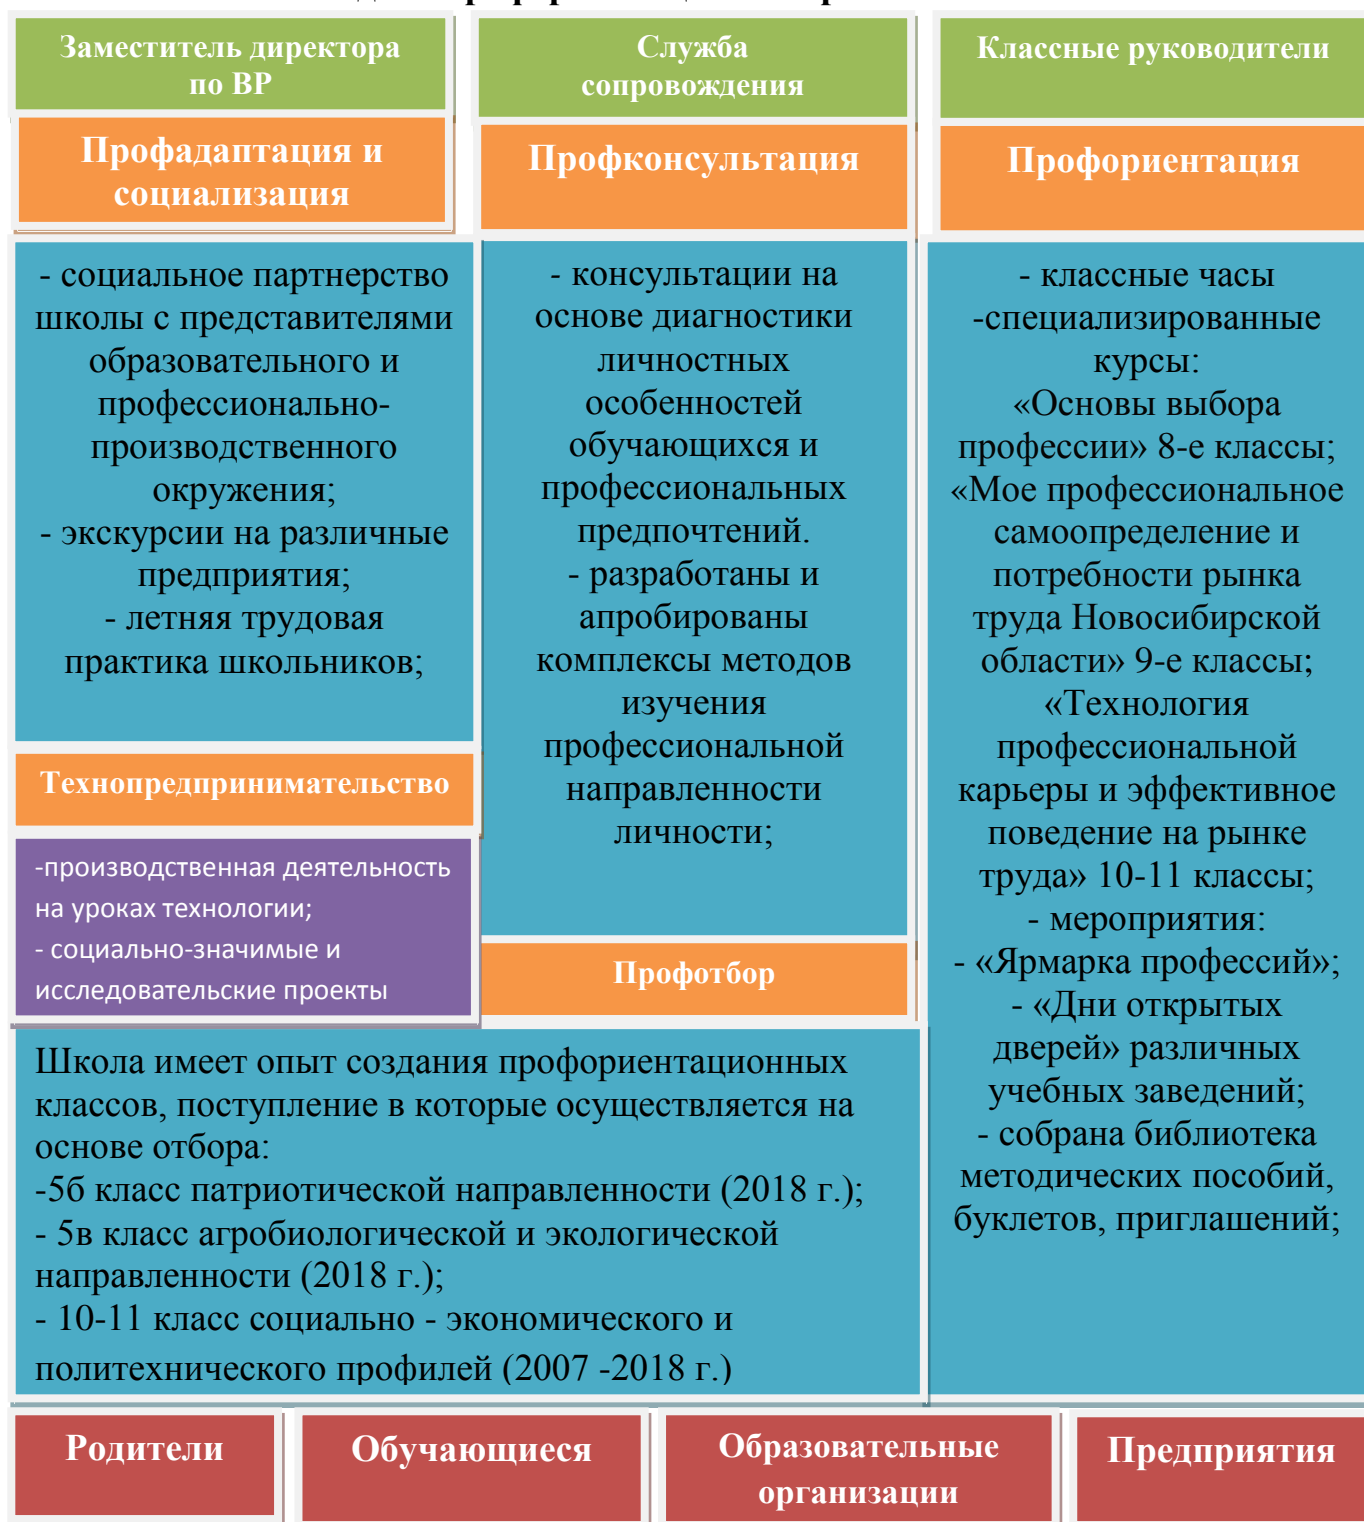 Заместитель директора
по ВР
Служба
сопровождения
Классные руководители
Профадаптация и
социализация
Профконсультация
Профориентация
- социальное партнерство
школы с представителями
образовательного и
профессионально-
производственного
окружения;
- экскурсии на различные
предприятия;
- летняя трудовая
практика школьников;
Технопредпринимательство
-производственная деятельность
на уроках технологии;
- социально-значимые и
исследовательские проекты
- консультации на
основе диагностики
личностных
особенностей
обучающихся и
профессиональных
предпочтений.
- разработаны и
апробированы
комплексы методов
изучения
профессиональной
направленности
личности;
Профотбор
- классные часы
-специализированные
курсы:
«Основы выбора
профессии» 8-е классы;
«Мое профессиональное
самоопределение и
потребности рынка
труда Новосибирской
области» 9-е классы;
«Технология
профессиональной
карьеры и эффективное
поведение на рынке
труда» 10-11 классы;
- мероприятия:
- «Ярмарка профессий»;
- «Дни открытых
дверей» различных
учебных заведений;
- собрана библиотека
методических пособий,
буклетов, приглашений;
Школа имеет опыт создания профориентационных
классов, поступление в которые осуществляется на
основе отбора:
-5б класс патриотической направленности (2018 г.);
- 5в класс агробиологической и экологической
направленности (2018 г.);
- 10-11 класс социально - экономического и
политехнического профилей (2007 -2018 г.)
Родители
Обучающиеся
Образовательные
организации
Предприятия